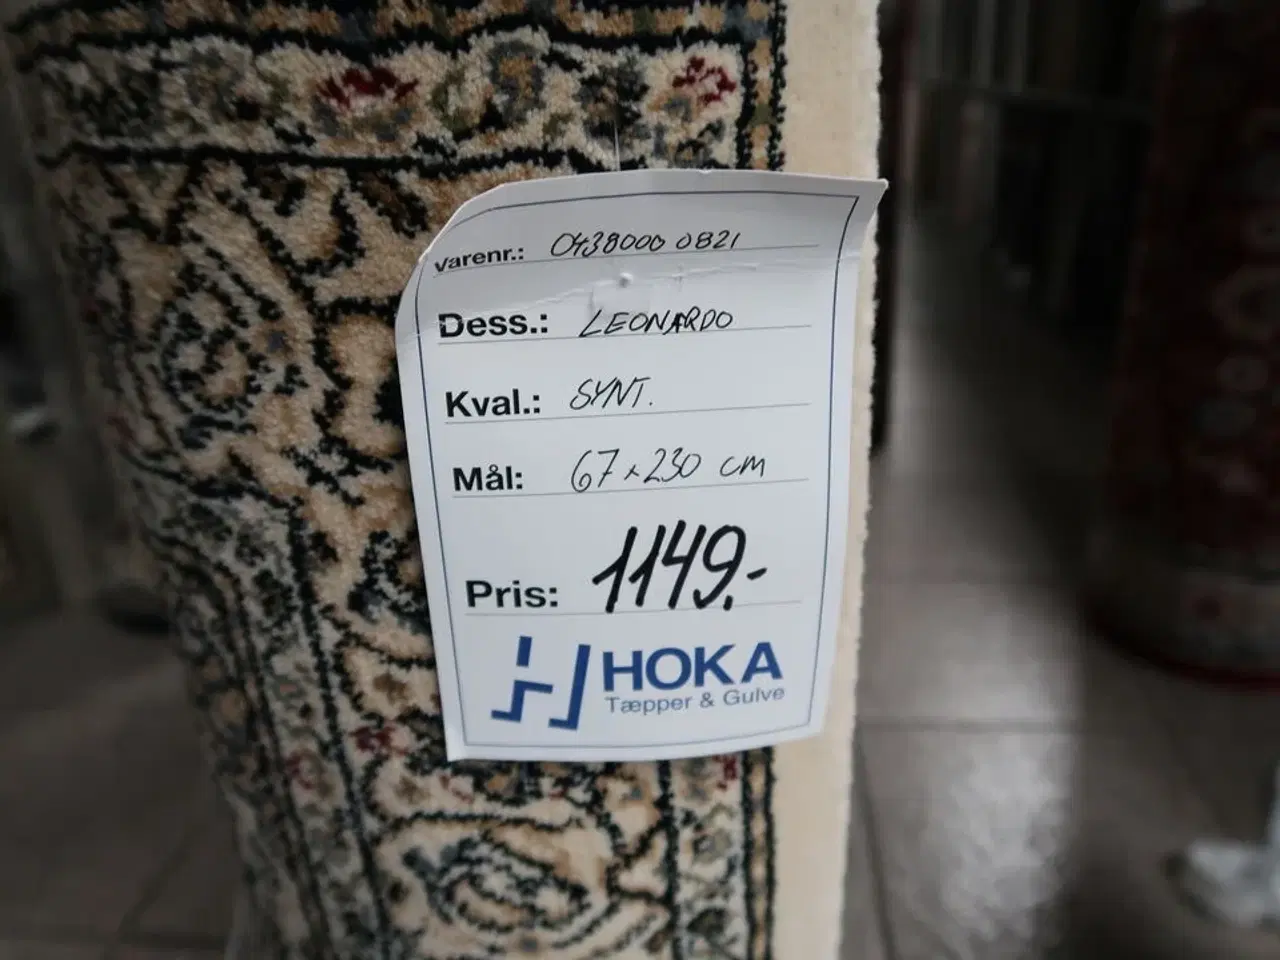 varenr.: 0438000 0821
Dess.: LEONARDO
Kval.: SYNT.
Mål: 67 x 230 cm
Pris: 1149.-
HOKA
Tæpper & Gulve